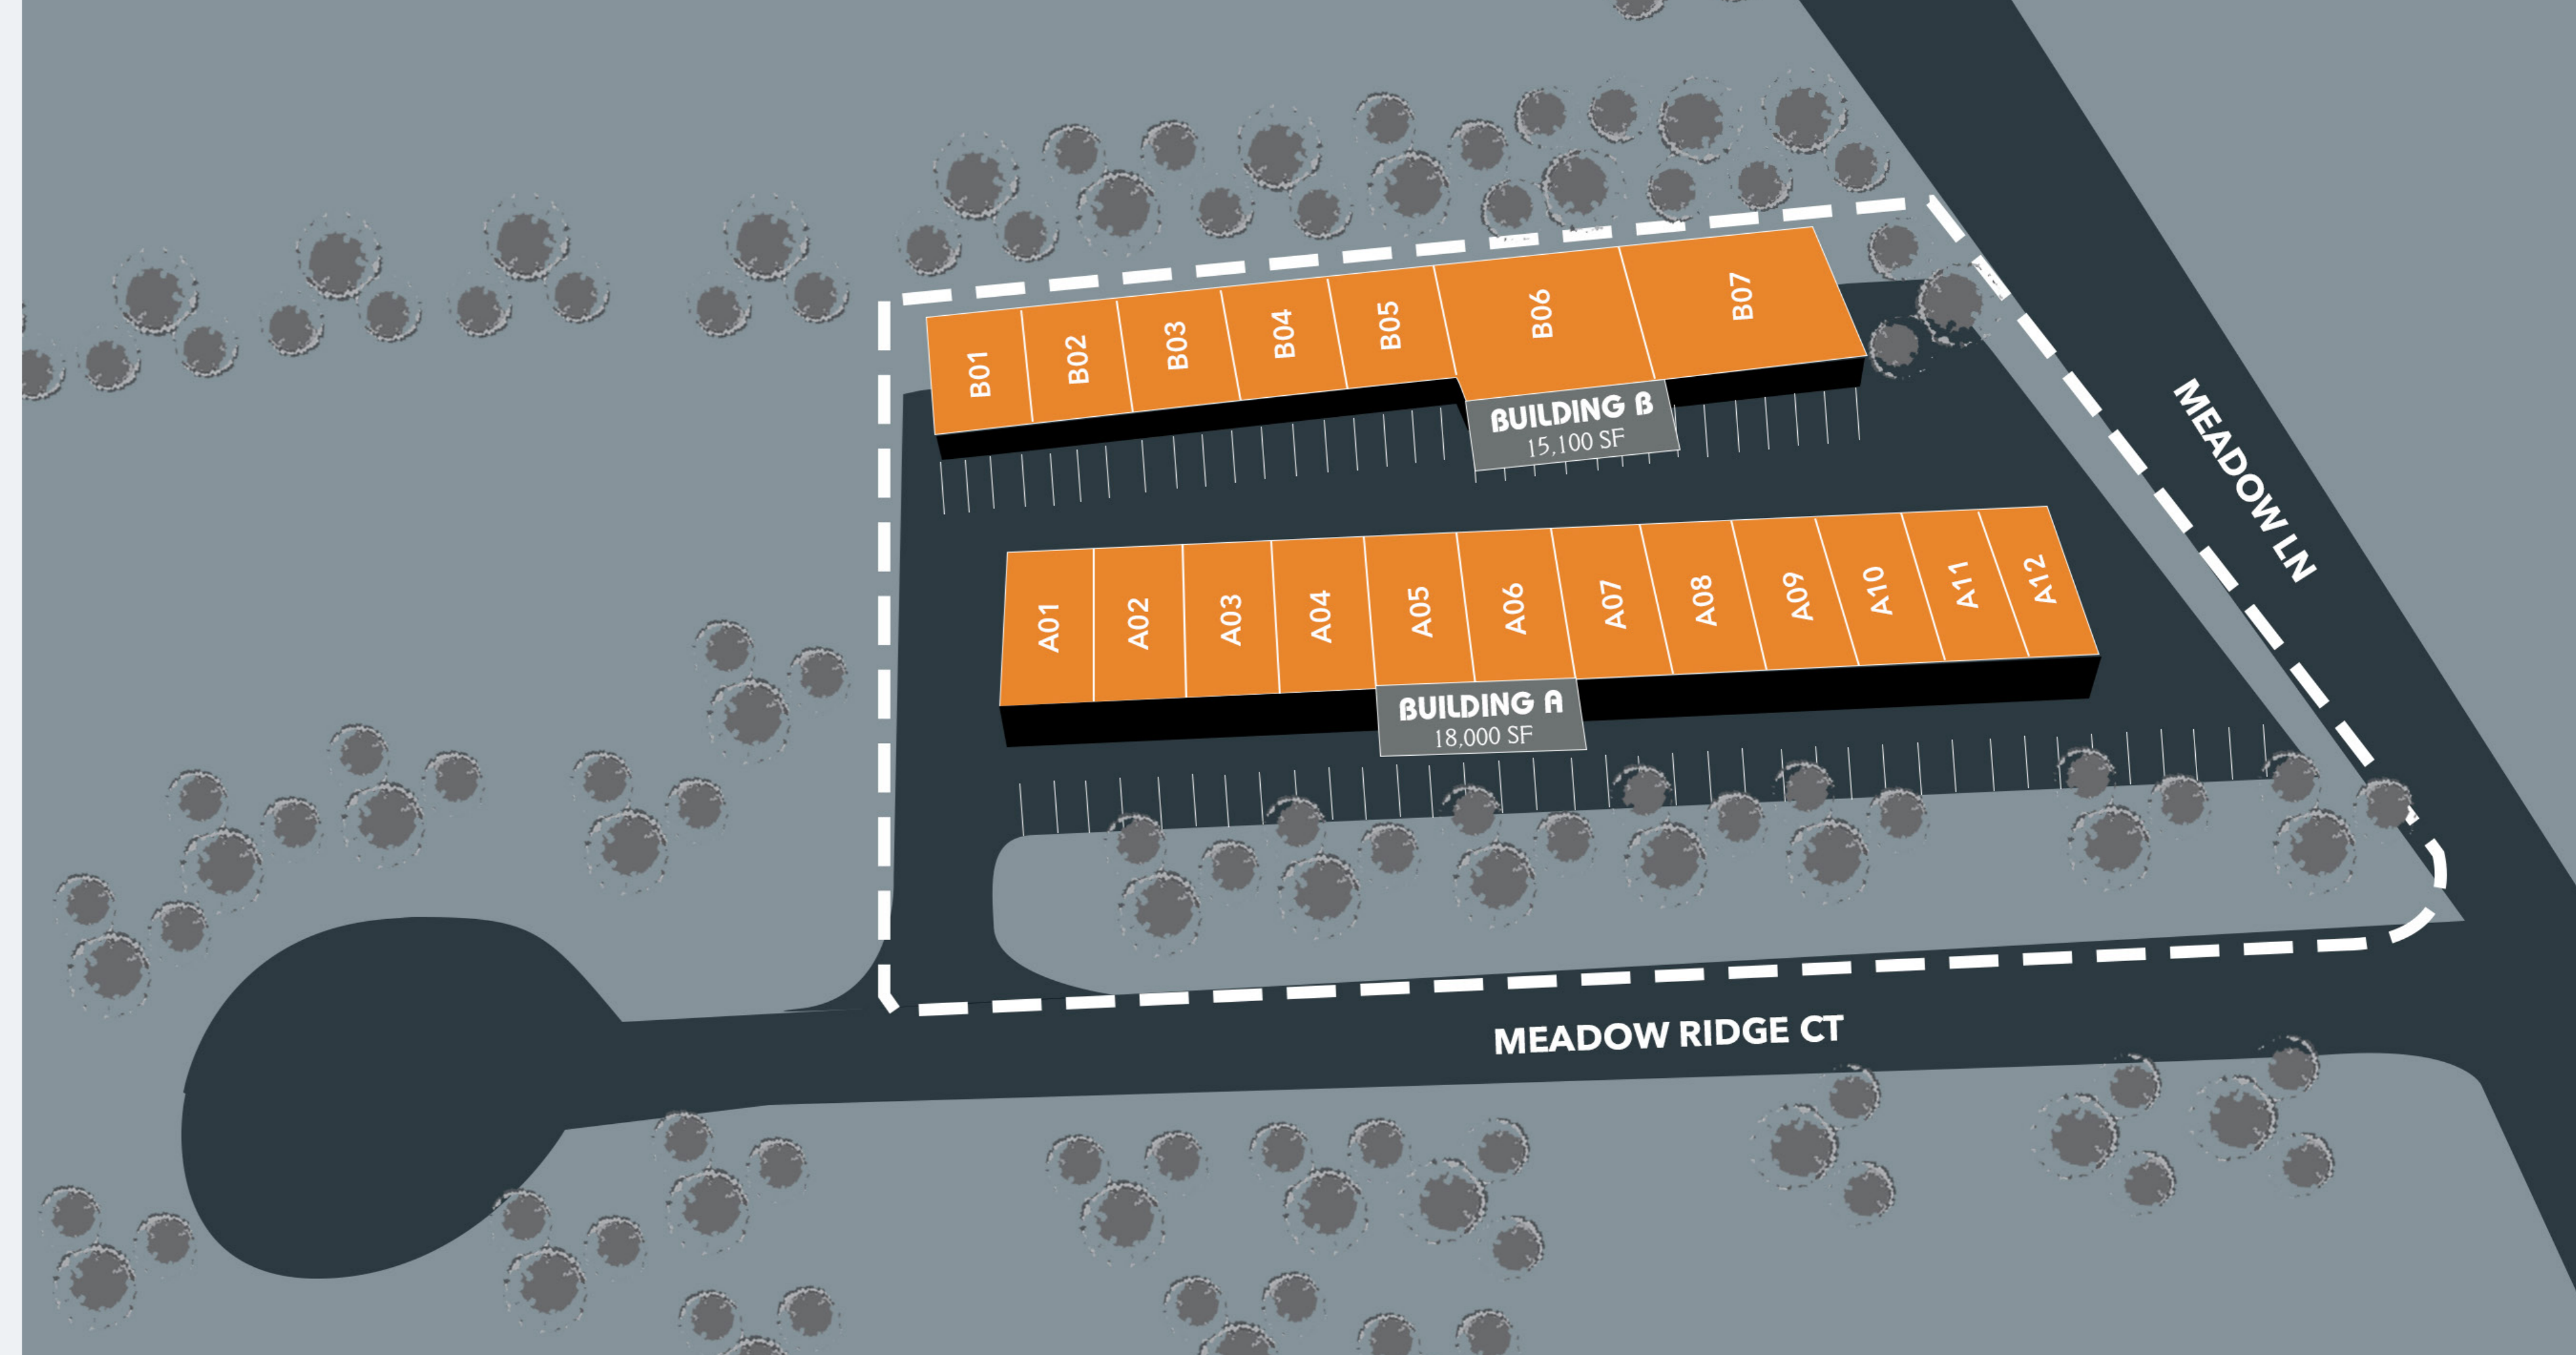 B01
B02
B03
B04
B05
B06
B07
BUILDING B
15,100 SF
MEADOW LN
A01
A02
A03
A04
A05
A06
A07
A08
A09
A10
A11
A12
BUILDING A
18,000 SF
MEADOW RIDGE CT